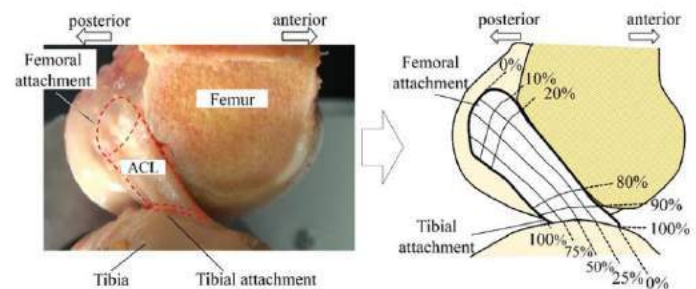 posterior
anterior
Femoral
attachment
Femur
ACL
Tibia
Tibial attachment
posterior
anterior
Femoral
attachment
0%
10%
20%
80%
90%
Tibial
attachment
100%
100%
75%
50%
25%
0%